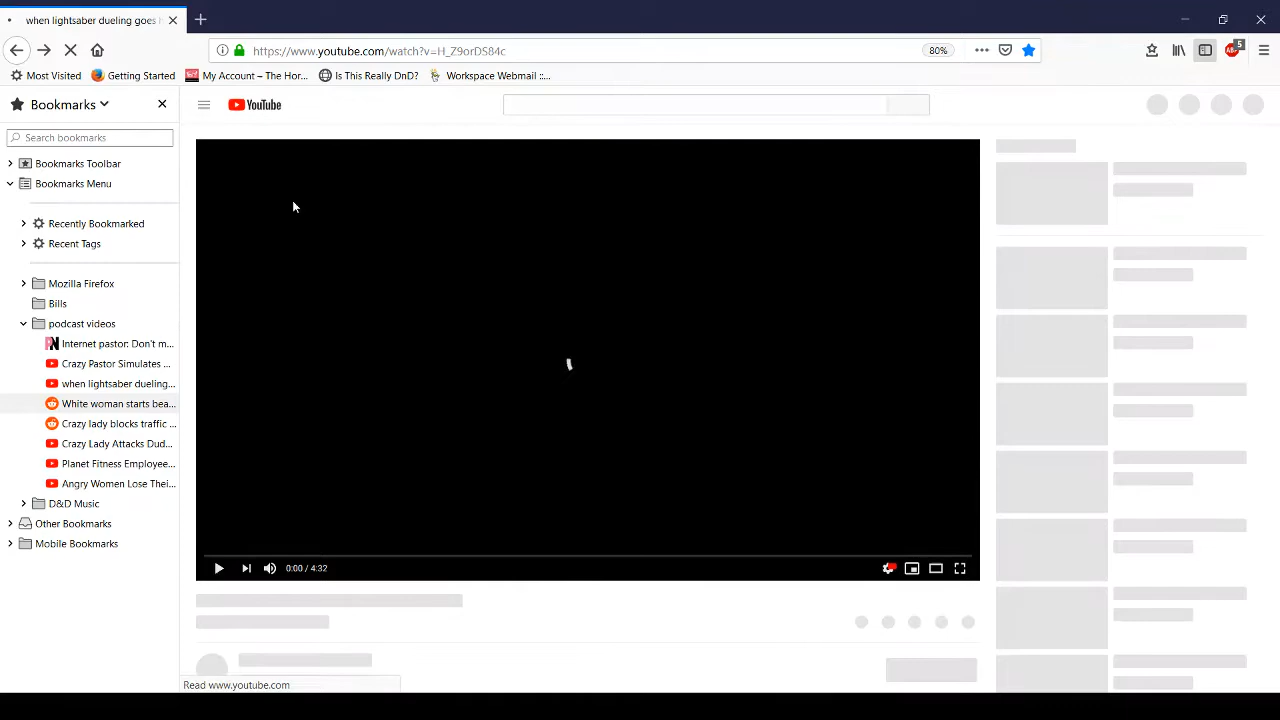 when lightsaber dueling goes
https://www.youtube.com/watch?v=H_Z9orDS84c
80%
5
Most Visited
Getting Started
My Account – The Hor...
Is This Really DnD?
Workspace Webmail ::...
Bookmarks
YouTube
Search bookmarks
Bookmarks Toolbar
Bookmarks Menu
Recently Bookmarked
Recent Tags
Mozilla Firefox
Bills
podcast videos
Internet pastor: Don't m...
Crazy Pastor Simulates ...
when lightsaber dueling...
White woman starts bea...
Crazy lady blocks traffic ...
Crazy Lady Attacks Dud...
Planet Fitness Employee...
Angry Women Lose Thei...
D&D Music
Other Bookmarks
Mobile Bookmarks
0:00 / 4:32
Read www.youtube.com